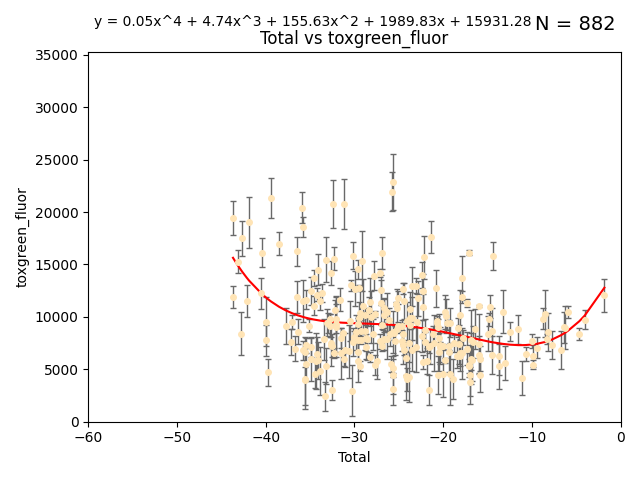 y = 0.05x^4 + 4.74x^3 + 155.63x^2 + 1989.83x + 15931.28 N = 882
Total vs toxgreen_fluor
35000
30000
25000
20000
15000
10000
5000
0
toxgreen_fluor
−60 −50 −40 −30 −20 −10 0
Total